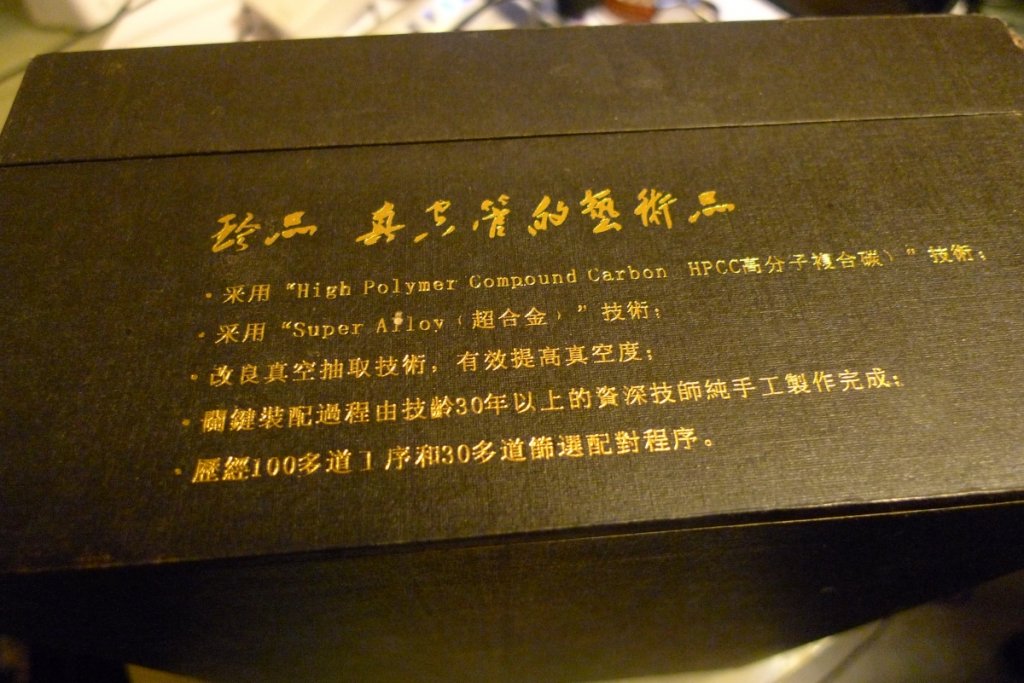 珍品 真空管的藝術品
·采用“High Polymer Compound Carbon HPCC高分子複合碳）”技術；
·采用“Super Alloy（超合金）”技術；
·改良真空抽取技術，有效提高真空度；
·關鍵裝配過程由技齡30年以上的資深技師純手工製作完成；
·歷經100多道工序和30多道篩選配對程序。